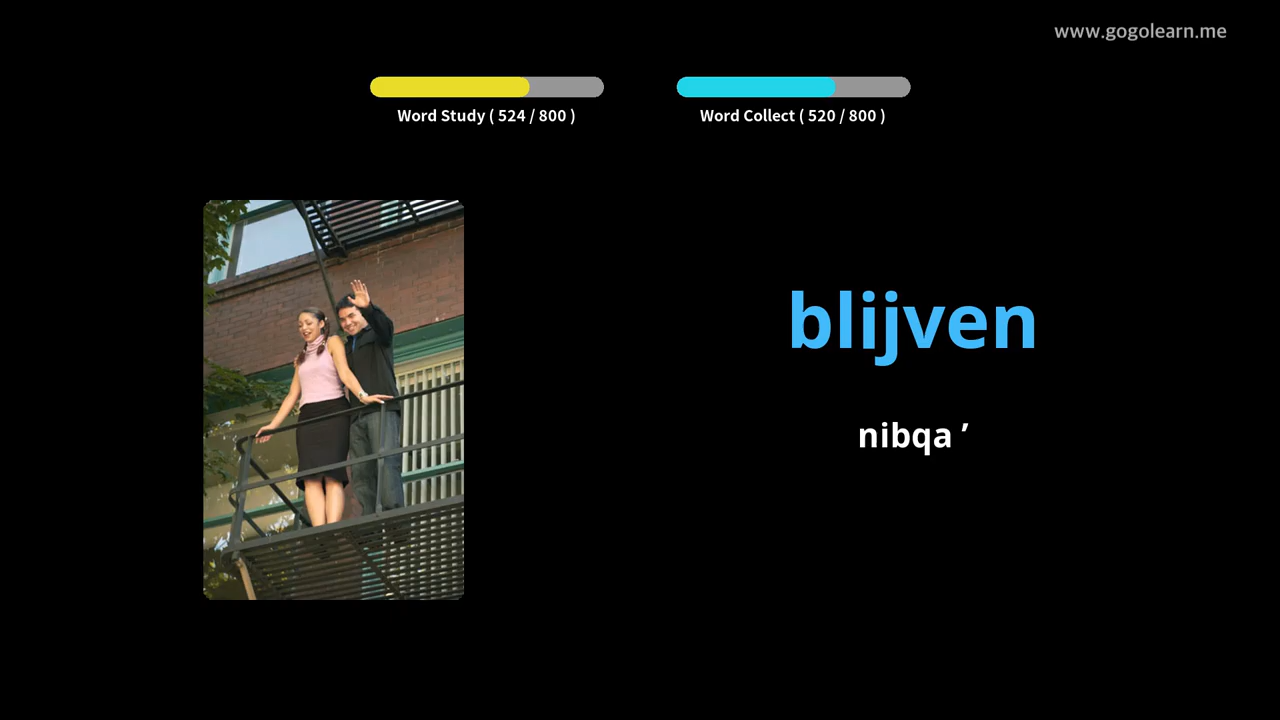 www.gogolearn.me
Word Study ( 524 / 800 )
Word Collect ( 520 / 800 )
blijven
nibqa ’